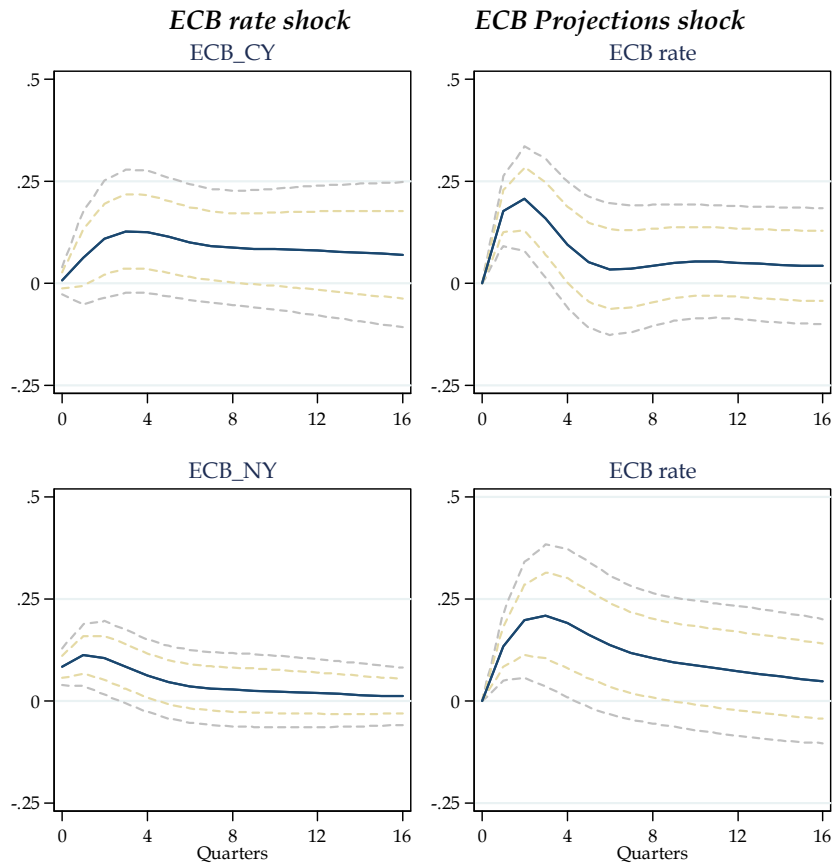 ECB rate shock
ECB Projections shock
ECB_CY
ECB rate
.5
.25
0
-.25
0 4 8 12 16
.5
.25
0
-.25
0 4 8 12 16
ECB_NY
ECB rate
.5
.25
0
-.25
0 4 8 12 16
Quarters
.5
.25
0
-.25
0 4 8 12 16
Quarters